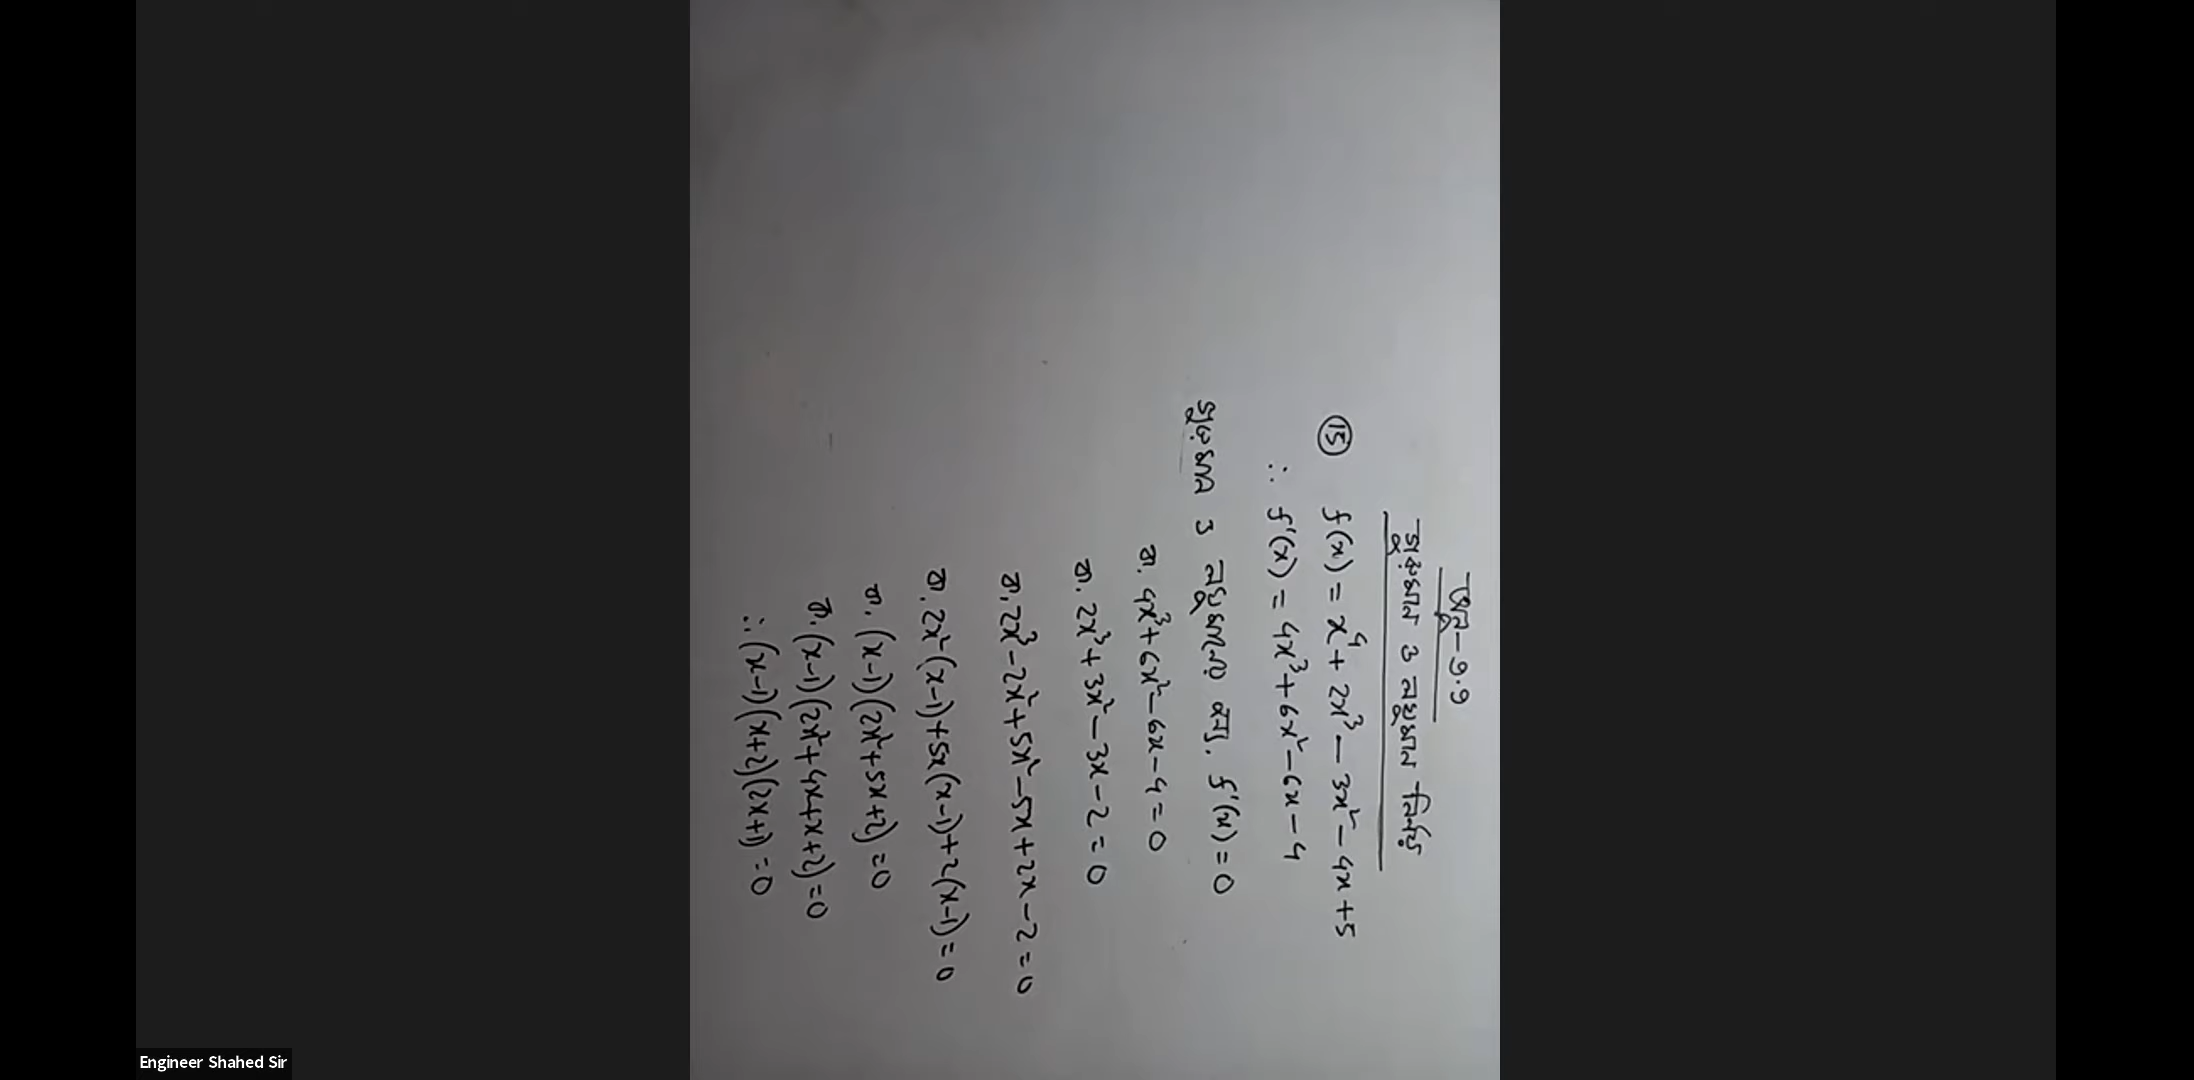 অনু-৭.৭
গুরুমান ও লঘুমান নির্ণয়
(15) f(x) = x⁴ + 2x³ − 3x² − 4x + 5
∴ f'(x) = 4x³ + 6x² − 6x − 4
গুরুমান ও লঘুমানের জন্য, f'(x) = 0
বা, 4x³ + 6x² − 6x − 4 = 0
বা, 2x³ + 3x² − 3x − 2 = 0
বা, 2x³ − 2x² + 5x² − 5x + 2x − 2 = 0
বা, 2x² (x−1) + 5x (x−1) + 2(x−1) = 0
বা, (x−1) (2x² + 5x + 2) = 0
বা, (x−1) (2x² + 4x + x + 2) = 0
∴ (x−1) (x+2) (2x+1) = 0
Engineer Shahed Sir